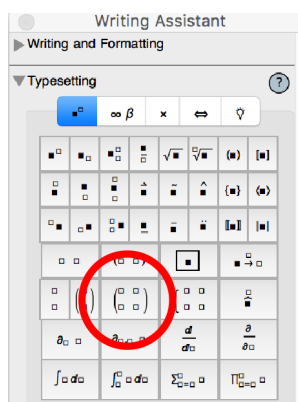 Writing Assistant
Writing and Formatting
Typesetting ?
■□ ∞ β × ⇔
■□ ■□ ■□□ ■□ √■ □√■ (■) [■]
□■ ■□ □■□ ■ ~■ ^■ {■} ⟨■⟩
□■ □■ □□■ ■ ¯■ ¨■ ⟦■⟧ |■|
□ □ (□ □) ■ ■ □→□
□ □ ( ) (□ □ □ □) { □ □ □ □ □ ■
∂□ □ ∂□,□ □ d/d□ ∂/∂□
∫□ d□ ∫□□ □ d□ Σ□□=□ □ Π□□=□ □